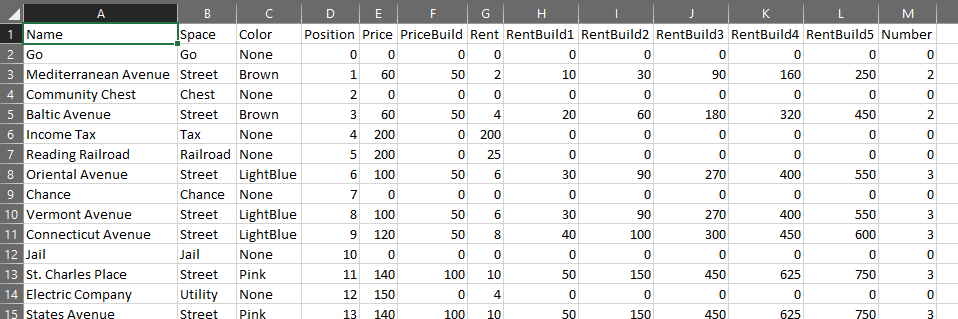 A B C D E F G H I J K L M
1 Name Space Color Position Price PriceBuild Rent RentBuild1 RentBuild2 RentBuild3 RentBuild4 RentBuild5 Number
2 Go Go None 0 0 0 0 0 0 0 0 0 0
3 Mediterranean Avenue Street Brown 1 60 50 2 10 30 90 160 250 2
4 Community Chest Chest None 2 0 0 0 0 0 0 0 0 0
5 Baltic Avenue Street Brown 3 60 50 4 20 60 180 320 450 2
6 Income Tax Tax None 4 200 0 200 0 0 0 0 0 0
7 Reading Railroad Railroad None 5 200 0 25 0 0 0 0 0 0
8 Oriental Avenue Street LightBlue 6 100 50 6 30 90 270 400 550 3
9 Chance Chance None 7 0 0 0 0 0 0 0 0 0
10 Vermont Avenue Street LightBlue 8 100 50 6 30 90 270 400 550 3
11 Connecticut Avenue Street LightBlue 9 120 50 8 40 100 300 450 600 3
12 Jail Jail None 10 0 0 0 0 0 0 0 0 0
13 St. Charles Place Street Pink 11 140 100 10 50 150 450 625 750 3
14 Electric Company Utility None 12 150 0 4 0 0 0 0 0 0
15 States Avenue Street Pink 13 140 100 10 50 150 450 625 750 3